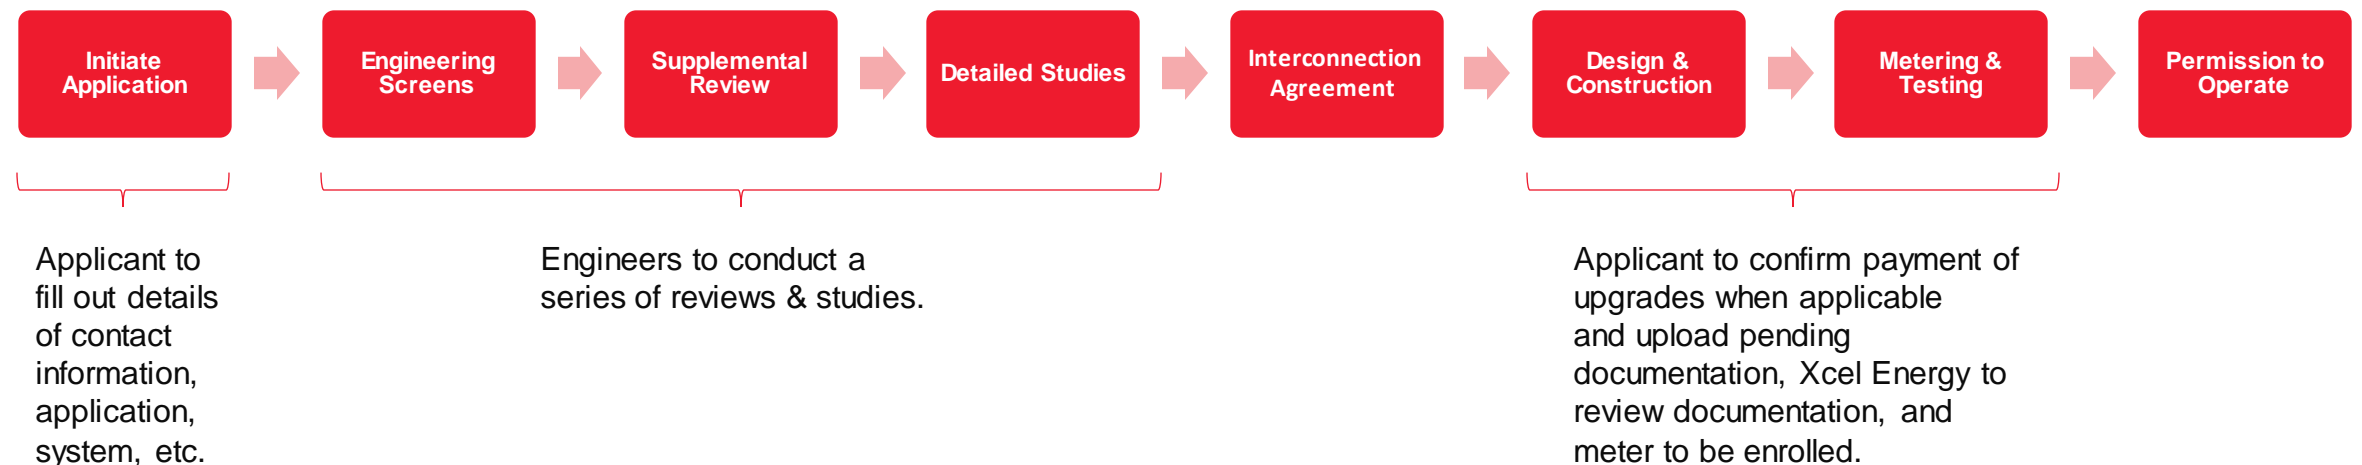 Initiate
Application
Engineering
Screens
Supplemental
Review
Detailed Studies
Interconnection
Agreement
Design &
Construction
Metering &
Testing
Permission to
Operate
Applicant to
fill out details
of contact
information,
application,
system, etc.
Engineers to conduct a
series of reviews & studies.
Applicant to confirm payment of
upgrades when applicable
and upload pending
documentation, Xcel Energy to
review documentation, and
meter to be enrolled.